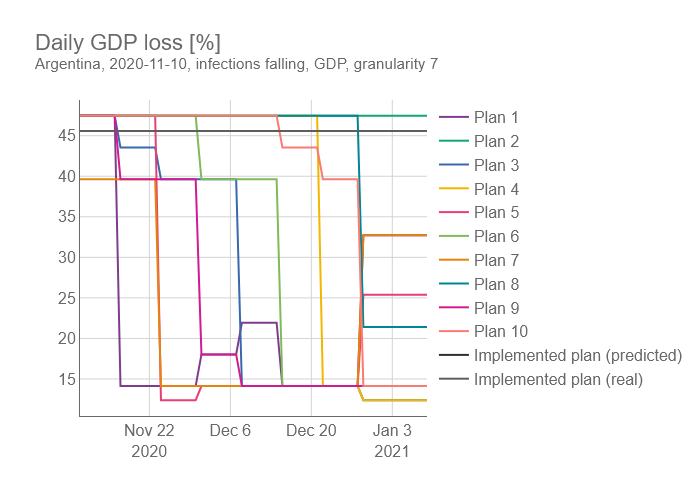 Daily GDP loss [%]
Argentina, 2020-11-10, infections falling, GDP, granularity 7
45
40
35
30
25
20
15
Nov 22
2020
Dec 6
Dec 20
Jan 3
2021
Plan 1
Plan 2
Plan 3
Plan 4
Plan 5
Plan 6
Plan 7
Plan 8
Plan 9
Plan 10
Implemented plan (predicted)
Implemented plan (real)